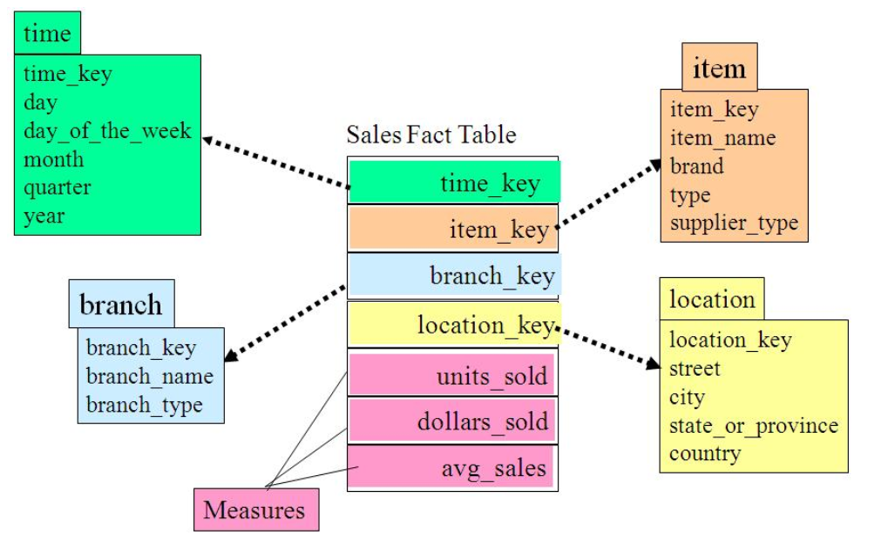 time
time_key
day
day_of_the_week
month
quarter
year
item
item_key
item_name
brand
type
supplier_type
Sales Fact Table
time_key
item_key
branch_key
location_key
units_sold
dollars_sold
avg_sales
branch
branch_key
branch_name
branch_type
location
location_key
street
city
state_or_province
country
Measures